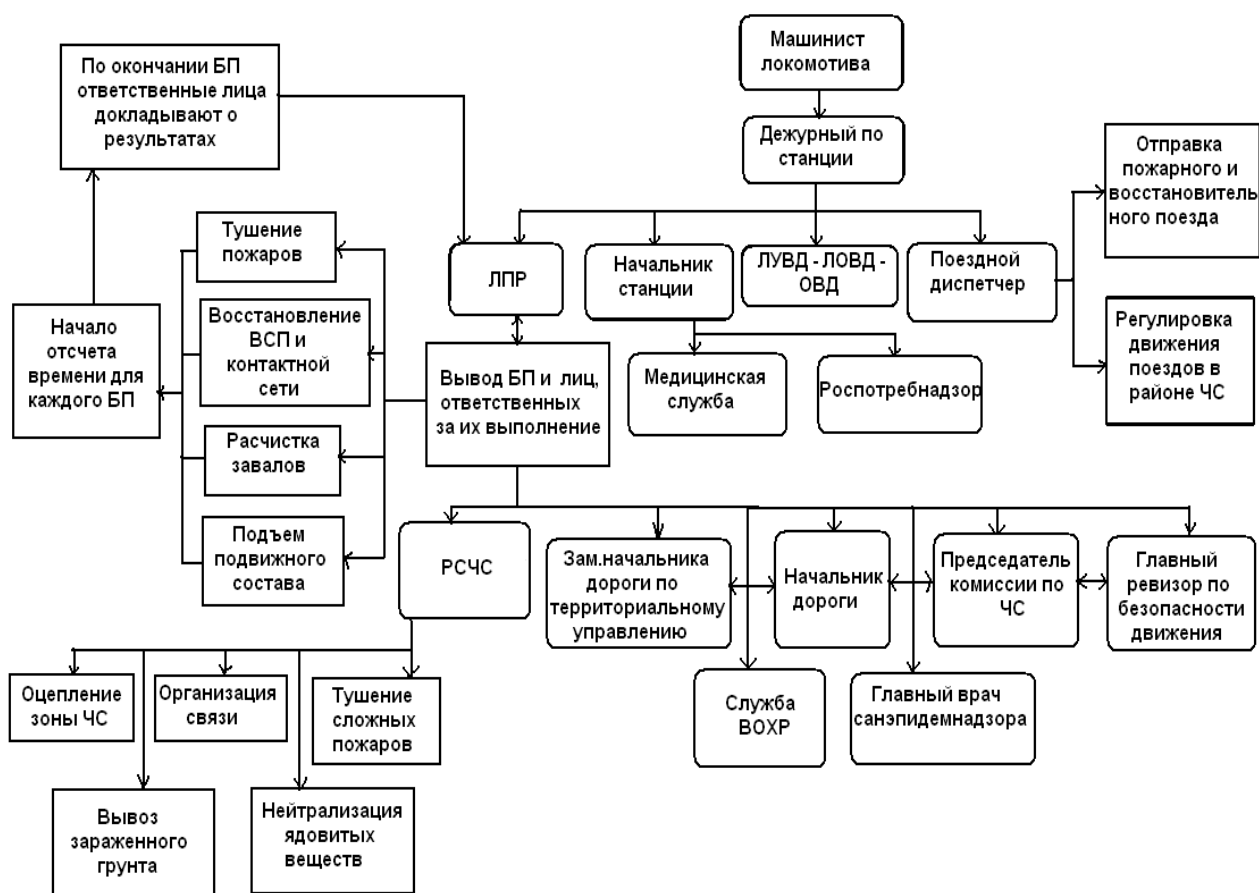 Машинист
локомотива
По окончании БП
ответственные лица
докладывают о
результатах
Дежурный по
станции
Отправка
пожарного и
восстановитель
ного поезда
Тушение
пожаров
ЛПР
Начальник
станции
ЛУВД - ЛОВД -
ОВД
Поездной
диспетчер
Начало
отсчета
времени для
каждого БП
Восстановление
ВСП и
контактной
сети
Вывод БП и лиц,
ответственных
за их выполнение
Медицинская
служба
Роспотребнадзор
Регулировка
движения
поездов в
районе ЧС
Расчистка
завалов
Подъем
подвижного
состава
РСЧС
Зам.начальника
дороги по
территориальному
управлению
Начальник
дороги
Председатель
комиссии по
ЧС
Главный
ревизор по
безопасности
движения
Оцепление
зоны ЧС
Организация
связи
Тушение
сложных
пожаров
Служба
ВОХР
Главный врач
санэпидемнадзора
Вывоз
зараженного
грунта
Нейтрализация
ядовитых
веществ